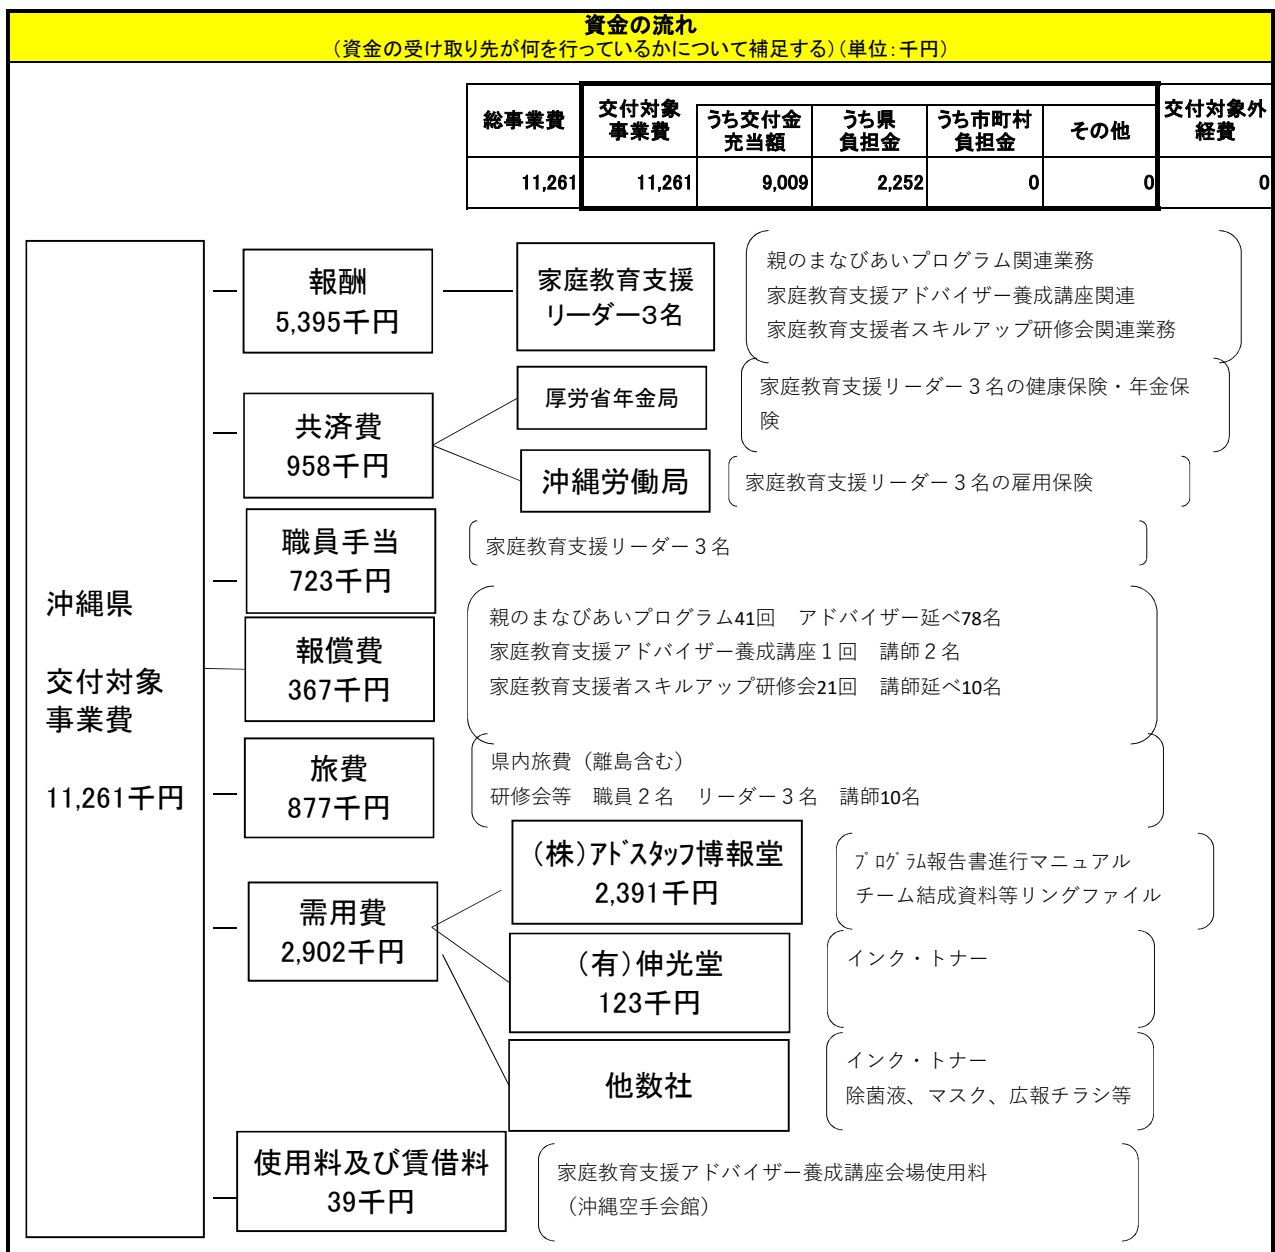 資金の流れ
（資金の受け取り先が何を行っているかについて補足する）（単位：千円）
総事業費
交付対象
事業費
うち交付金
充当額
うち県
負担金
うち市町村
負担金
その他
交付対象外
経費
11,261 11,261 9,009 2,252 0 0 0
沖縄県
交付対象
事業費
11,261千円
報酬
5,395千円
家庭教育支援
リーダー3名
親のまなびあいプログラム関連業務
家庭教育支援アドバイザー養成講座関連
家庭教育支援者スキルアップ研修会関連業務
共済費
958千円
厚労省年金局
家庭教育支援リーダー３名の健康保険・年金保
険
沖縄労働局
家庭教育支援リーダー３名の雇用保険
職員手当
723千円
家庭教育支援リーダー３名
報償費
367千円
親のまなびあいプログラム41回　アドバイザー延べ78名
家庭教育支援アドバイザー養成講座１回　講師２名
家庭教育支援者スキルアップ研修会21回　講師延べ10名
旅費
877千円
県内旅費（離島含む）
研修会等　職員２名　リーダー３名　講師10名
需用費
2,902千円
（株）ｱﾄﾞｽﾀｯﾌ博報堂
2,391千円
ﾌﾟﾛｸﾞﾗﾑ報告書進行マニュアル
チーム結成資料等リングファイル
（有）伸光堂
123千円
インク・トナー
他数社
インク・トナー
除菌液、マスク、広報チラシ等
使用料及び賃借料
39千円
家庭教育支援アドバイザー養成講座会場使用料
（沖縄空手会館）